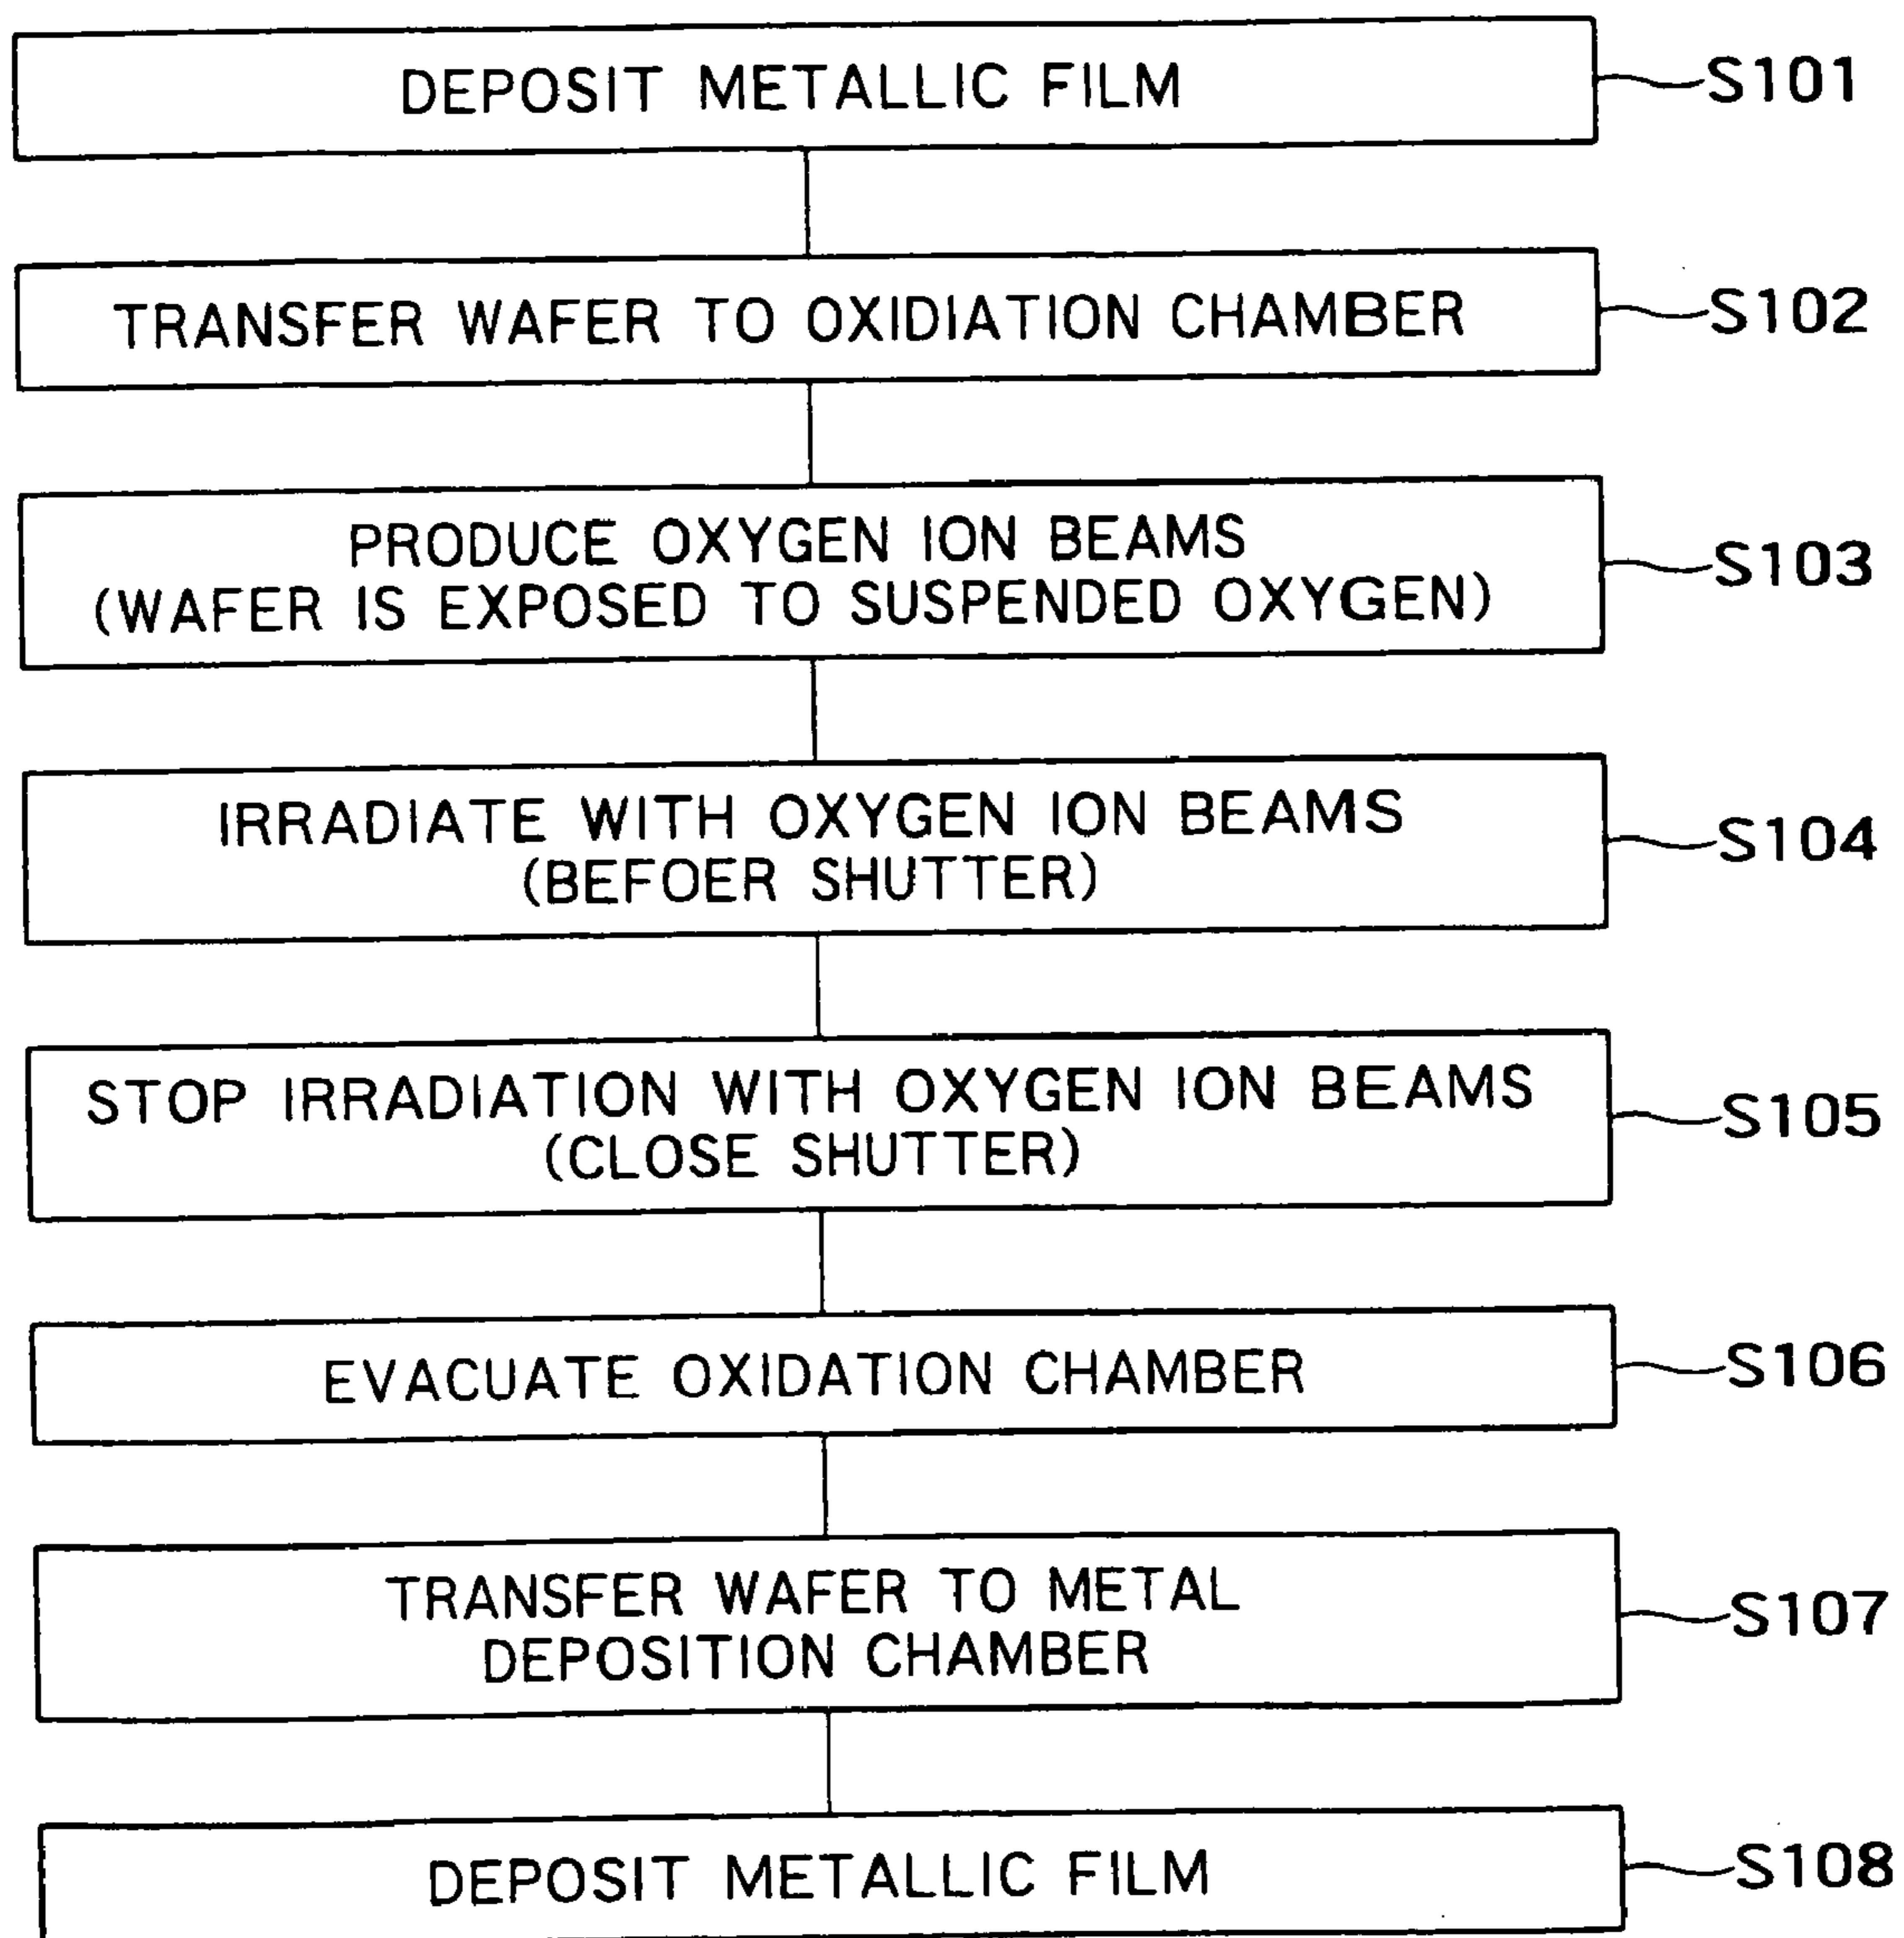 DEPOSIT METALLIC FILM
S101
TRANSFER WAFER TO OXIDIATION CHAMBER
S102
PRODUCE OXYGEN ION BEAMS
(WAFER IS EXPOSED TO SUSPENDED OXYGEN)
S103
IRRADIATE WITH OXYGEN ION BEAMS
(BEFOER SHUTTER)
S104
STOP IRRADIATION WITH OXYGEN ION BEAMS
(CLOSE SHUTTER)
S105
EVACUATE OXIDATION CHAMBER
S106
TRANSFER WAFER TO METAL
DEPOSITION CHAMBER
S107
DEPOSIT METALLIC FILM
S108